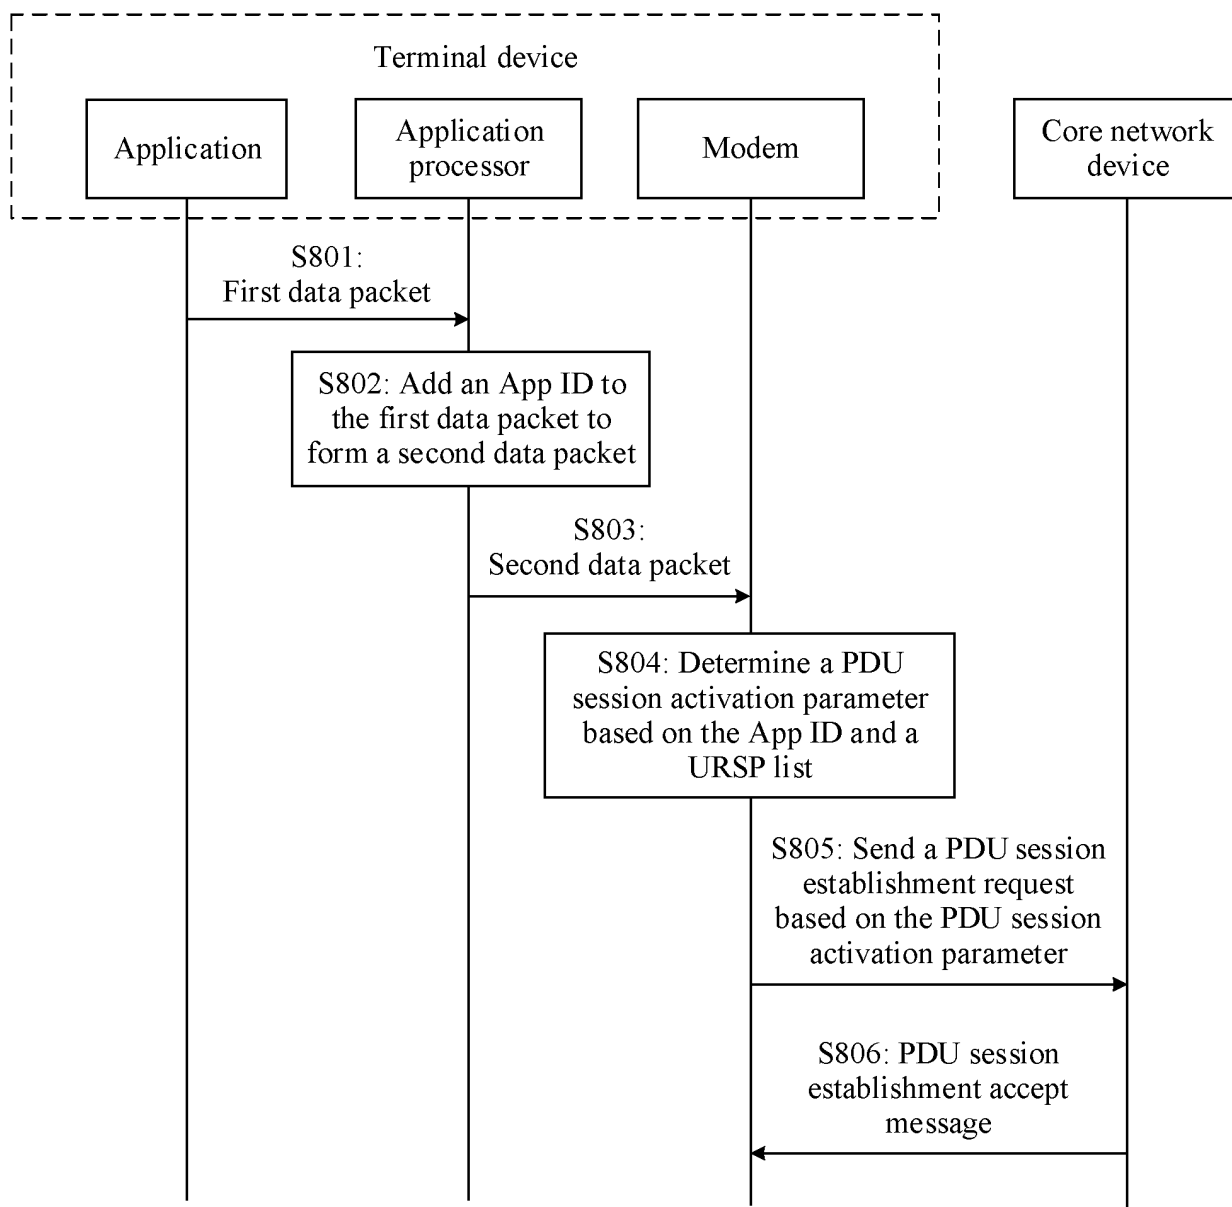 Terminal device
Application
Application
processor
Modem
Core network
device
S801:
First data packet
S802: Add an App ID to
the first data packet to
form a second data packet
S803:
Second data packet
S804: Determine a PDU
session activation parameter
based on the App ID and a
URSP list
S805: Send a PDU session
establishment request
based on the PDU session
activation parameter
S806: PDU session
establishment accept
message